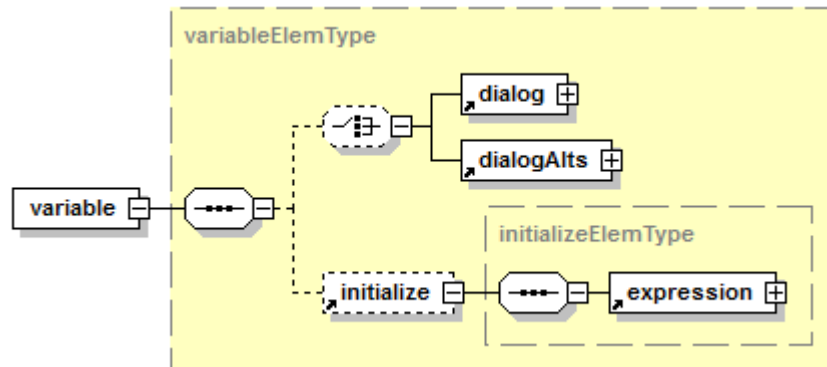 variableElemType
dialog
dialogAlts
variable
initializeElemType
initialize
expression